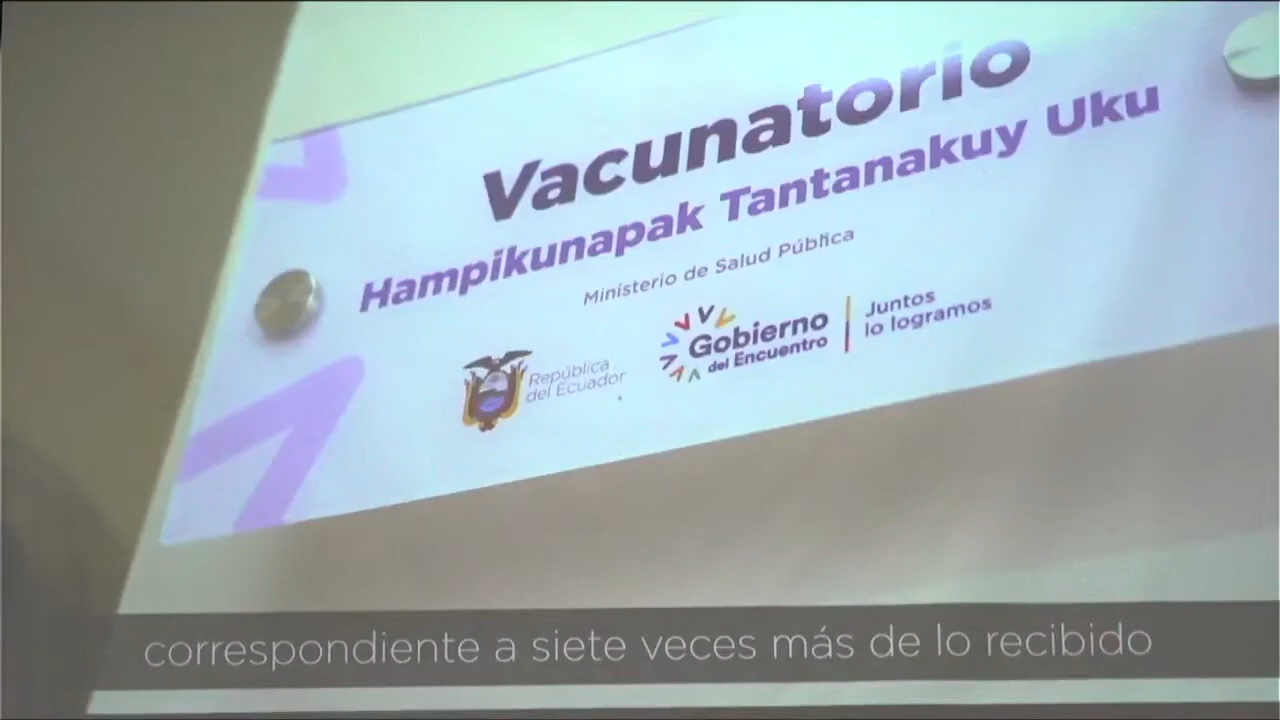 Vacunatorio
Hampikunapak Tantanakuy Uku
Ministerio de Salud Pública
República
del Ecuador
Gobierno
del Encuentro
Juntos
lo logramos
correspondiente a siete veces más de lo recibido